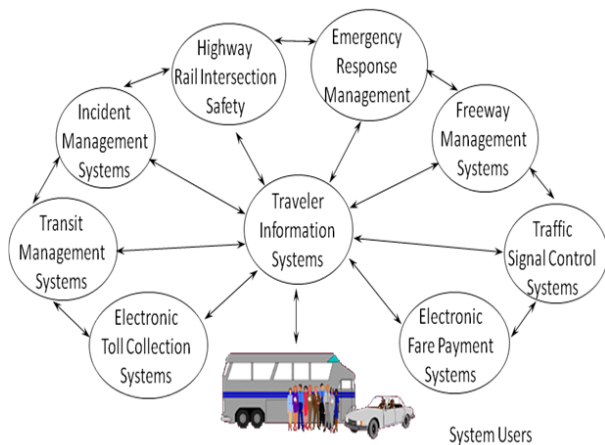 Highway
Rail Intersection
Safety
Emergency
Response
Management
Incident
Management
Systems
Freeway
Management
Systems
Traveler
Information
Systems
Transit
Management
Systems
Traffic
Signal Control
Systems
Electronic
Toll Collection
Systems
Electronic
Fare Payment
Systems
System Users